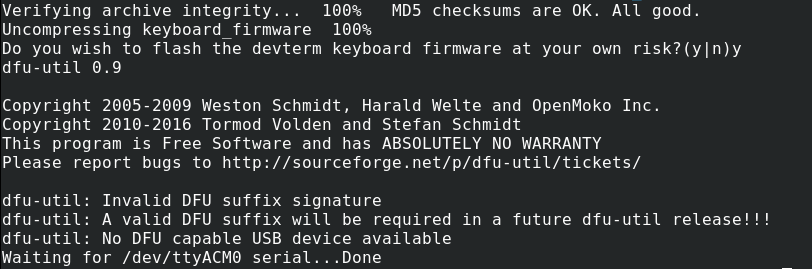 Verifying archive integrity...  100%   MD5 checksums are OK. All good.
Uncompressing keyboard_firmware  100%
Do you wish to flash the devterm keyboard firmware at your own risk?(y|n)y
dfu-util 0.9

Copyright 2005-2009 Weston Schmidt, Harald Welte and OpenMoko Inc.
Copyright 2010-2016 Tormod Volden and Stefan Schmidt
This program is Free Software and has ABSOLUTELY NO WARRANTY
Please report bugs to http://sourceforge.net/p/dfu-util/tickets/

dfu-util: Invalid DFU suffix signature
dfu-util: A valid DFU suffix will be required in a future dfu-util release!!!
dfu-util: No DFU capable USB device available
Waiting for /dev/ttyACM0 serial...Done